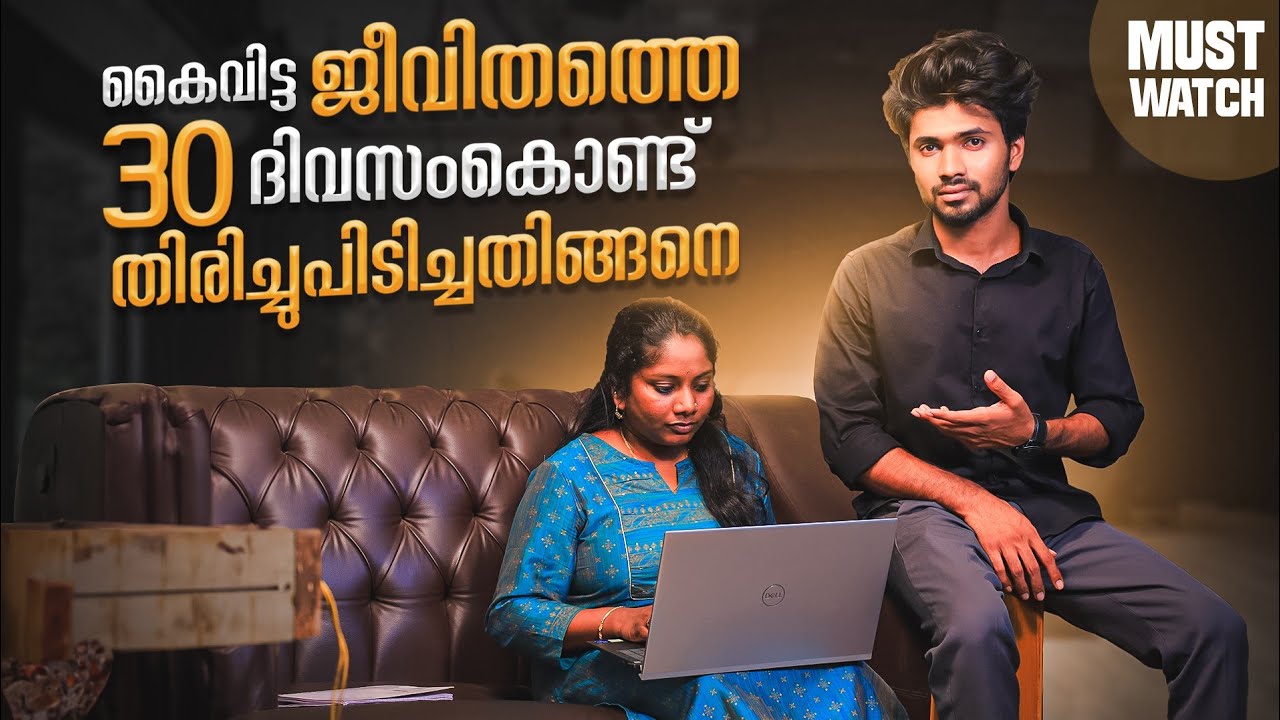 കൈവിട്ട ജീവിതത്തെ
30 ദിവസംകൊണ്ട്
തിരിച്ചുപിടിച്ചതിങ്ങനെ
MUST
WATCH
DELL